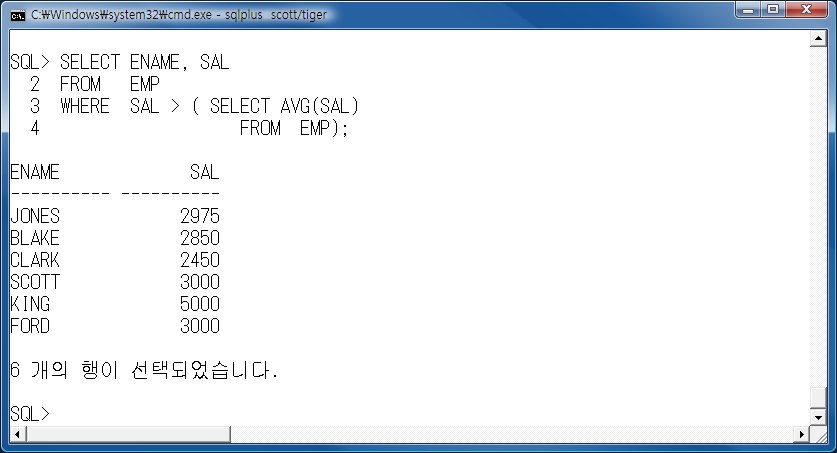 C:₩Windows₩system32₩cmd.exe - sqlplus  scott/tiger
SQL> SELECT ENAME, SAL
  2  FROM   EMP
  3  WHERE  SAL > ( SELECT AVG(SAL)
  4                    FROM  EMP);
ENAME             SAL
---------- ----------
JONES            2975
BLAKE            2850
CLARK            2450
SCOTT            3000
KING             5000
FORD             3000
6 개의 행이 선택되었습니다.
SQL>